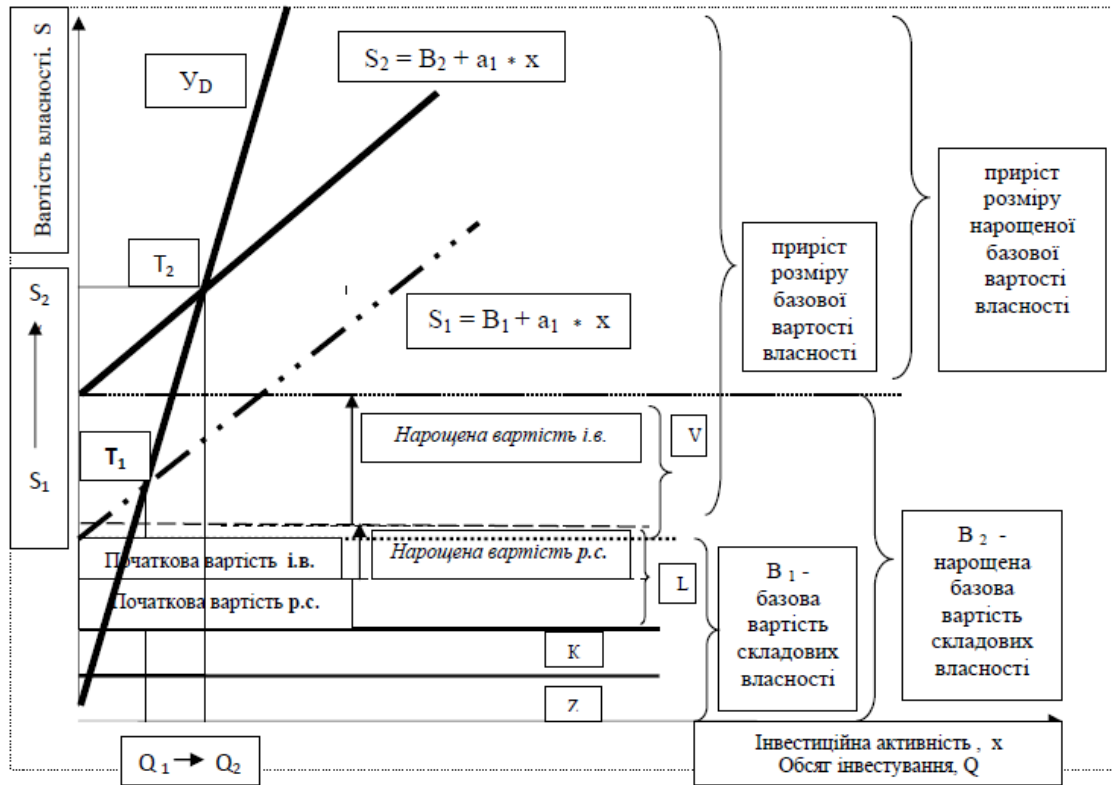 Вартість власності. S
У_D
S₂ = B₂ + a₁ * x
приріст
розміру
нарощеної
базової
вартості
власності
приріст
розміру
базової
вартості
власності
T₂
S₂
S₁ = B₁ + a₁ * x
Нарощена вартість і.в.
V
T₁
S₁
Початкова вартість і.в.
Нарощена вартість р.с.
L
Початкова вартість р.с.
B ₁ -
базова
вартість
складових
власності
B ₂ -
нарощена
базова
вартість
складових
власності
K
Z
Q ₁ → Q ₂
Інвестиційна активність , x
Обсяг інвестування, Q